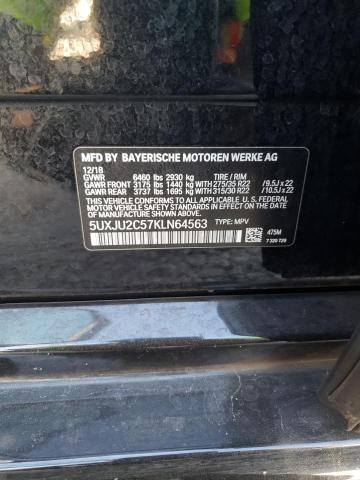 MFD BY BAYERISCHE MOTOREN WERKE AG
12/18
GVWR 6460 lbs 2930 kg TIRE / RIM
GAWR FRONT 3175 lbs 1440 kg WITH 275/35 R22 /9.5J x 22
GAWR REAR 3737 lbs 1695 kg WITH 315/30 R22 /10.5J x 22
THIS VEHICLE CONFORMS TO ALL APPLICABLE U. S. FEDERAL
MOTOR VEHICLE SAFETY STANDARDS IN EFFECT ON THE DATE
OF MANUFACTURE SHOWN ABOVE.
5UXJU2C57KLN64563 TYPE: MPV
475M
7 320 729